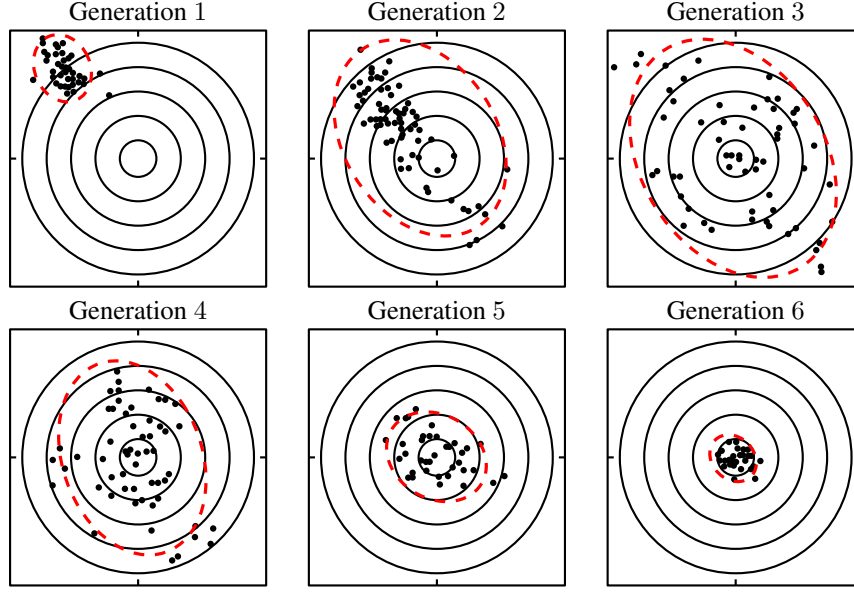 Generation 1
Generation 2
Generation 3
Generation 4
Generation 5
Generation 6